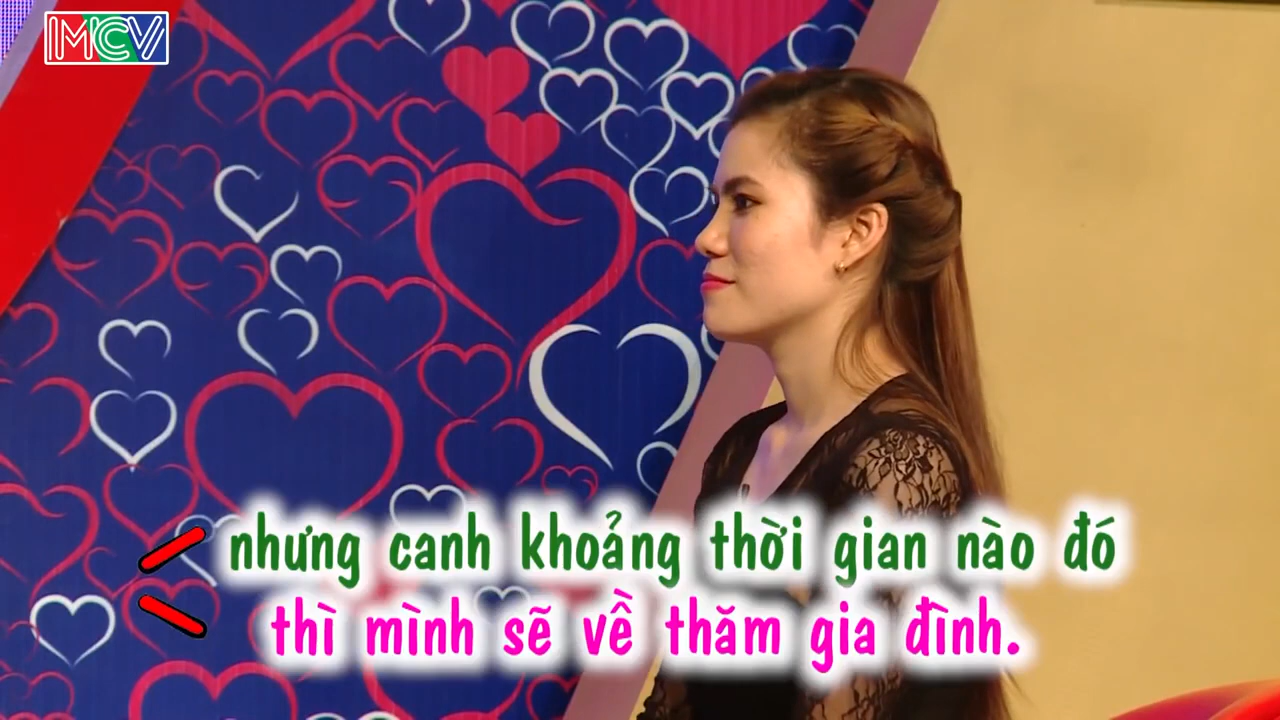 MCV
nhưng canh khoảng thời gian nào đó
thì mình sẽ về thăm gia đình.